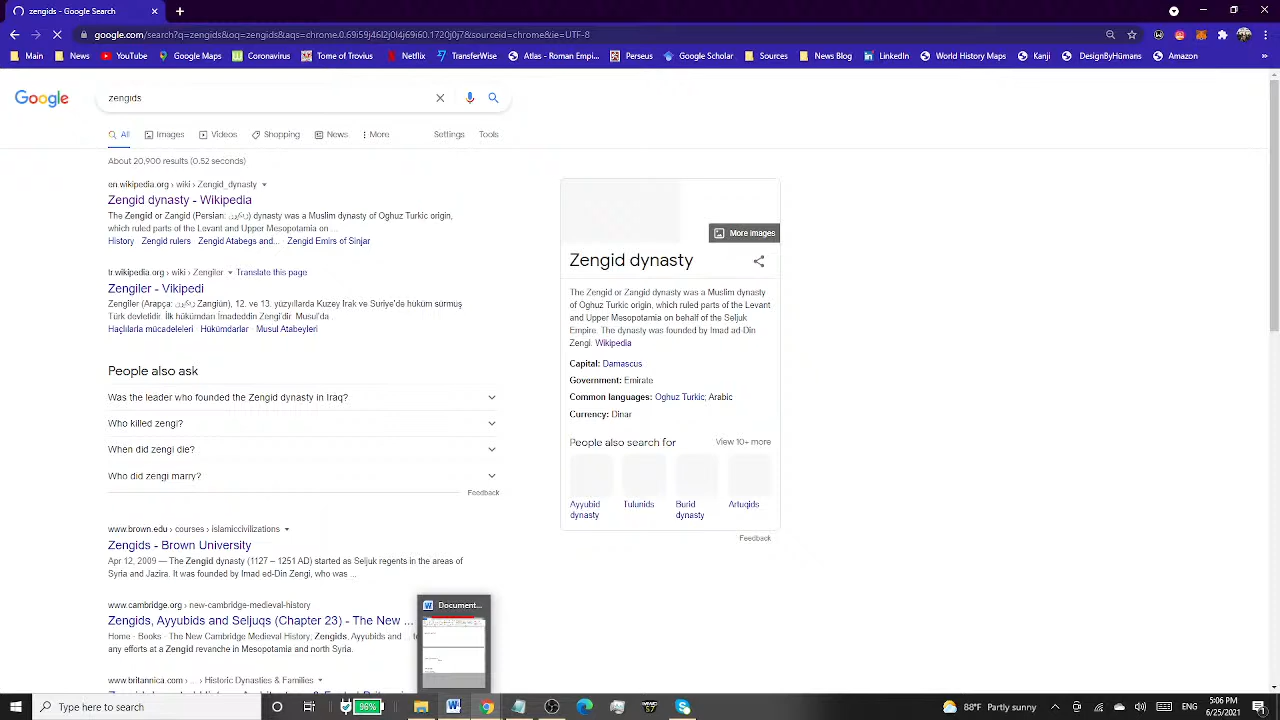 zengids - Google Search
google.com/search?q=zengids&oq=zengids&aqs=chrome.0.69i59j46j0l4j69i60.1720j0j7&sourceid=chrome&ie=UTF-8
Main News YouTube Google Maps Coronavirus Tome of Trovius Netflix TransferWise Atlas - Roman Empi... Perseus Google Scholar Sources News Blog LinkedIn World History Maps Kanji DesignByHumans Amazon
Google
zengids
All Images Videos Shopping News More Settings Tools
About 20,900 results (0.52 seconds)
en.wikipedia.org › wiki › Zengid_dynasty
Zengid dynasty - Wikipedia
The Zengid or Zangid (Persian: زنگیان) dynasty was a Muslim dynasty of Oghuz Turkic origin,
which ruled parts of the Levant and Upper Mesopotamia on ...
History · Zengid rulers · Zengid Atabegs and... · Zengid Emirs of Sinjar
tr.wikipedia.org › wiki › Zengiler Translate this page
Zengiler - Vikipedi
Zengiler (Arapça: زنگیان Zangiün), 12. ve 13. yüzyıllarda Kuzey Irak ve Suriye'de hüküm sürmüş
Türk devletidir. İlk hükümdarı İmadeddin Zengi'dir. Musul'da ...
Haçlılarla mücadeleleri · Hükümdarlar · Musul Atabeyleri
People also ask
Was the leader who founded the Zengid dynasty in Iraq?
Who killed zengi?
When did zengi die?
Who did zengi marry?
Feedback
www.brown.edu › courses › islamiccivilizations
Zengids - Brown University
Apr 12, 2009 — The Zengid dynasty (1127 – 1251 AD) started as Seljuk regents in the areas of
Syria and Jazira. It was founded by Imad ed-Din Zengi, who was ...
www.cambridge.org › new-cambridge-medieval-history
Zengids, Ayyubids and Seljuqs (Chapter 23) - The New ...
Home · Books · The New Cambridge Medieval History; Zengids, Ayyubids and ...
any efforts at a Zengid revanche in Mesopotamia and north Syria.
www.britannica.com › ... › Historic Dynasties & Families
More images
Zengid dynasty
The Zengid or Zangid dynasty was a Muslim dynasty
of Oghuz Turkic origin, which ruled parts of the Levant
and Upper Mesopotamia on behalf of the Seljuk
Empire. The dynasty was founded by Imad ad-Din
Zengi. Wikipedia
Capital: Damascus
Government: Emirate
Common languages: Oghuz Turkic; Arabic
Currency: Dinar
People also search for View 10+ more
Ayyubid dynasty
Tulunids
Burid dynasty
Artuqids
Feedback
Document...
Type here to search
96%
88°F Partly sunny
5:06 PM
6/25/2021